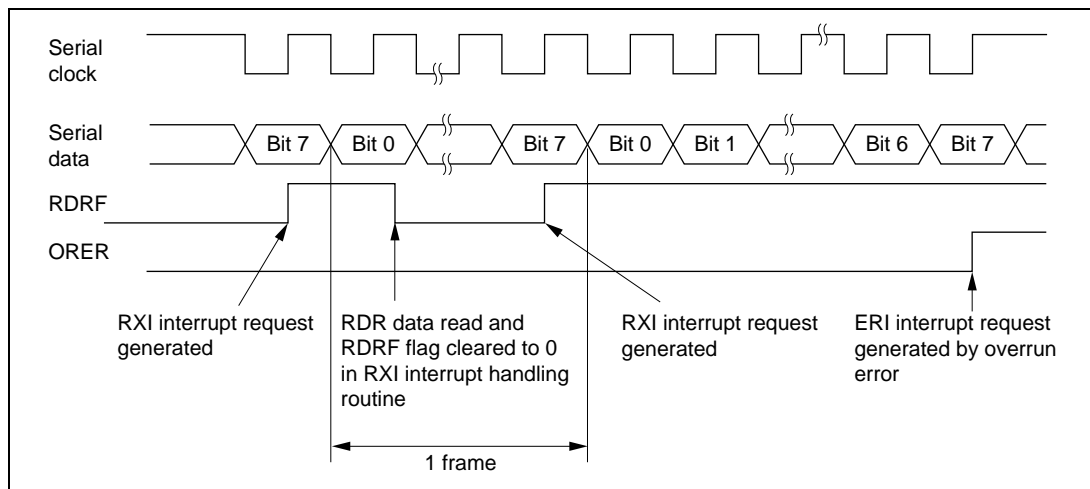 Serial
clock
Serial
data
Bit 7
Bit 0
Bit 7
Bit 0
Bit 1
Bit 6
Bit 7
RDRF
ORER
RXI interrupt request
generated
RDR data read and
RDRF flag cleared to 0
in RXI interrupt handling
routine
RXI interrupt request
generated
ERI interrupt request
generated by overrun
error
1 frame